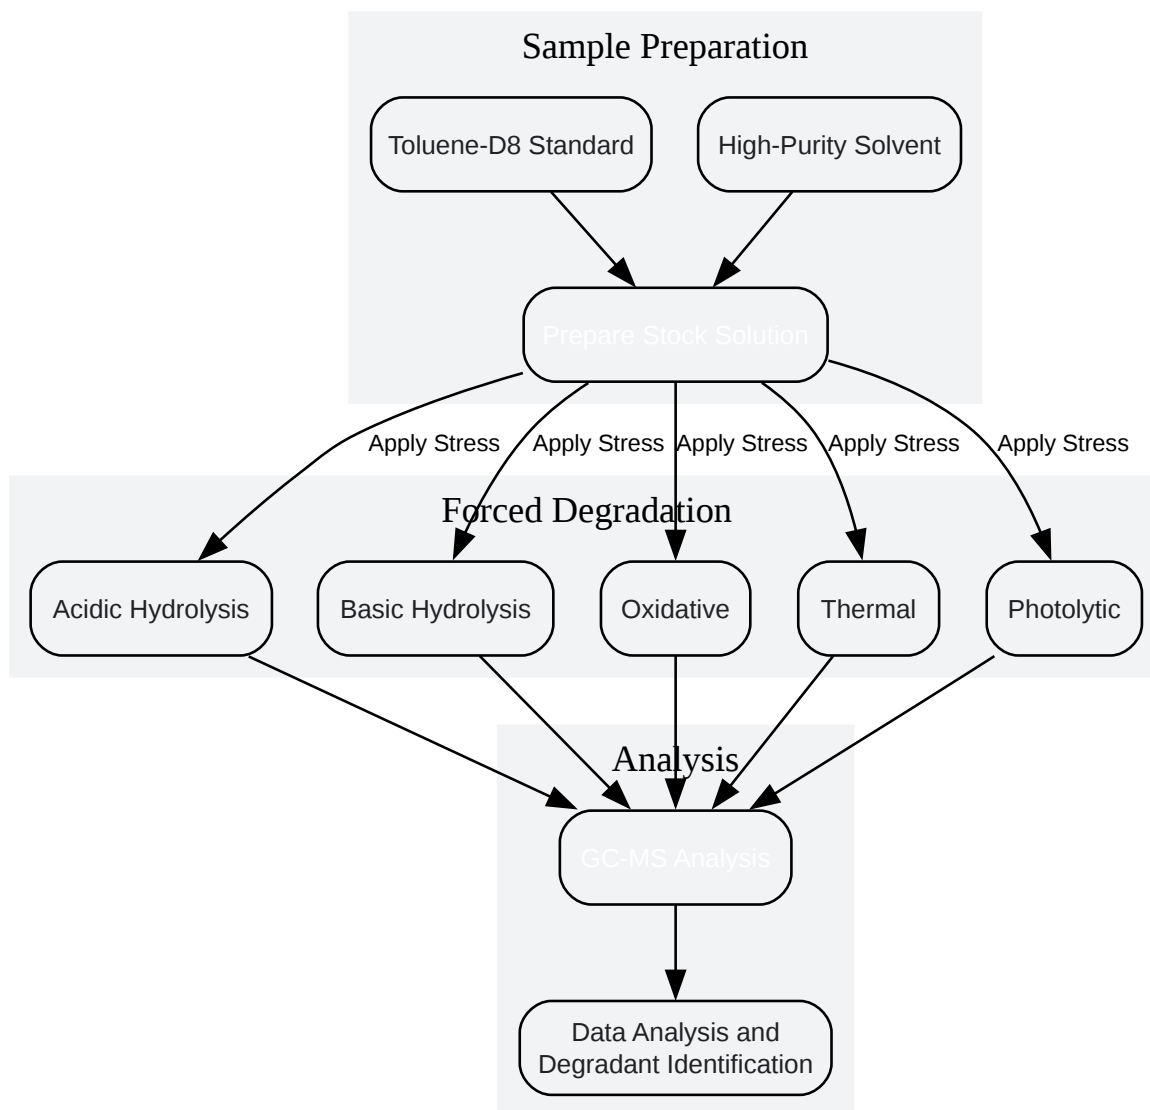 Sample Preparation
Toluene-D8 Standard
High-Purity Solvent
Prepare Stock Solution
Apply Stress
Apply Stress
Apply Stress
Apply Stress
Apply Stress
Forced Degradation
Acidic Hydrolysis
Basic Hydrolysis
Oxidative
Thermal
Photolytic
Analysis
GC-MS Analysis
Data Analysis and
Degradant Identification